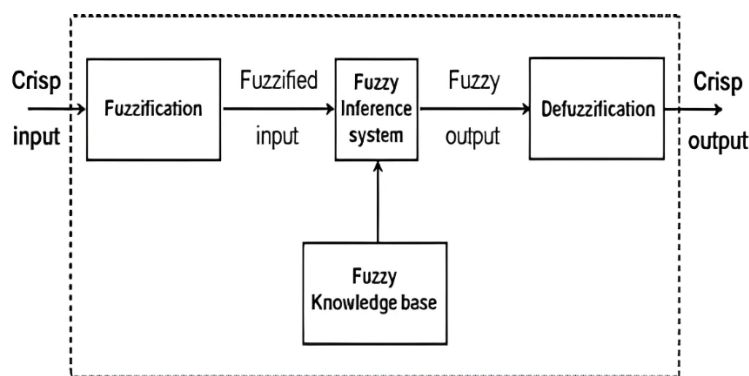 Crisp
input
Fuzzification
Fuzzified
input
Fuzzy
Inference
system
Fuzzy
output
Defuzzification
Crisp
output
Fuzzy
Knowledge base